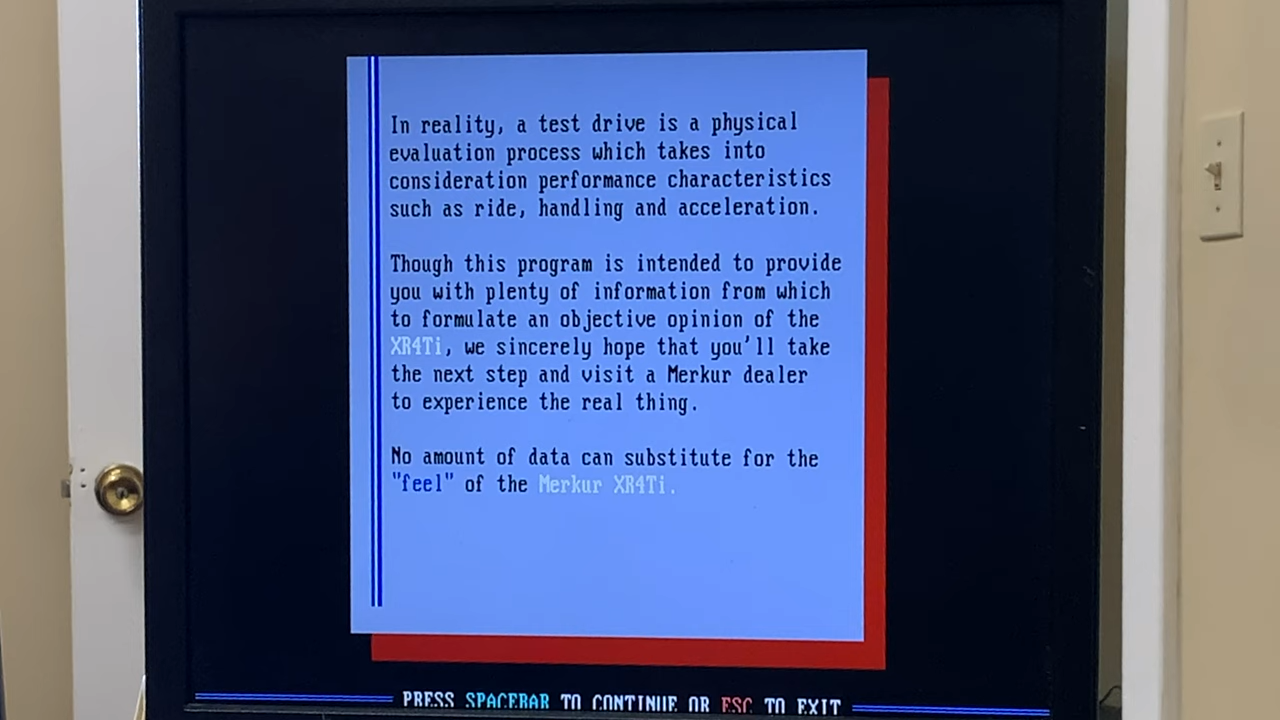 In reality, a test drive is a physical
evaluation process which takes into
consideration performance characteristics
such as ride, handling and acceleration.
Though this program is intended to provide
you with plenty of information from which
to formulate an objective opinion of the
XR4Ti, we sincerely hope that you'll take
the next step and visit a Merkur dealer
to experience the real thing.
No amount of data can substitute for the
"feel" of the Merkur XR4Ti.
PRESS SPACEBAR TO CONTINUE OR ESC TO EXIT